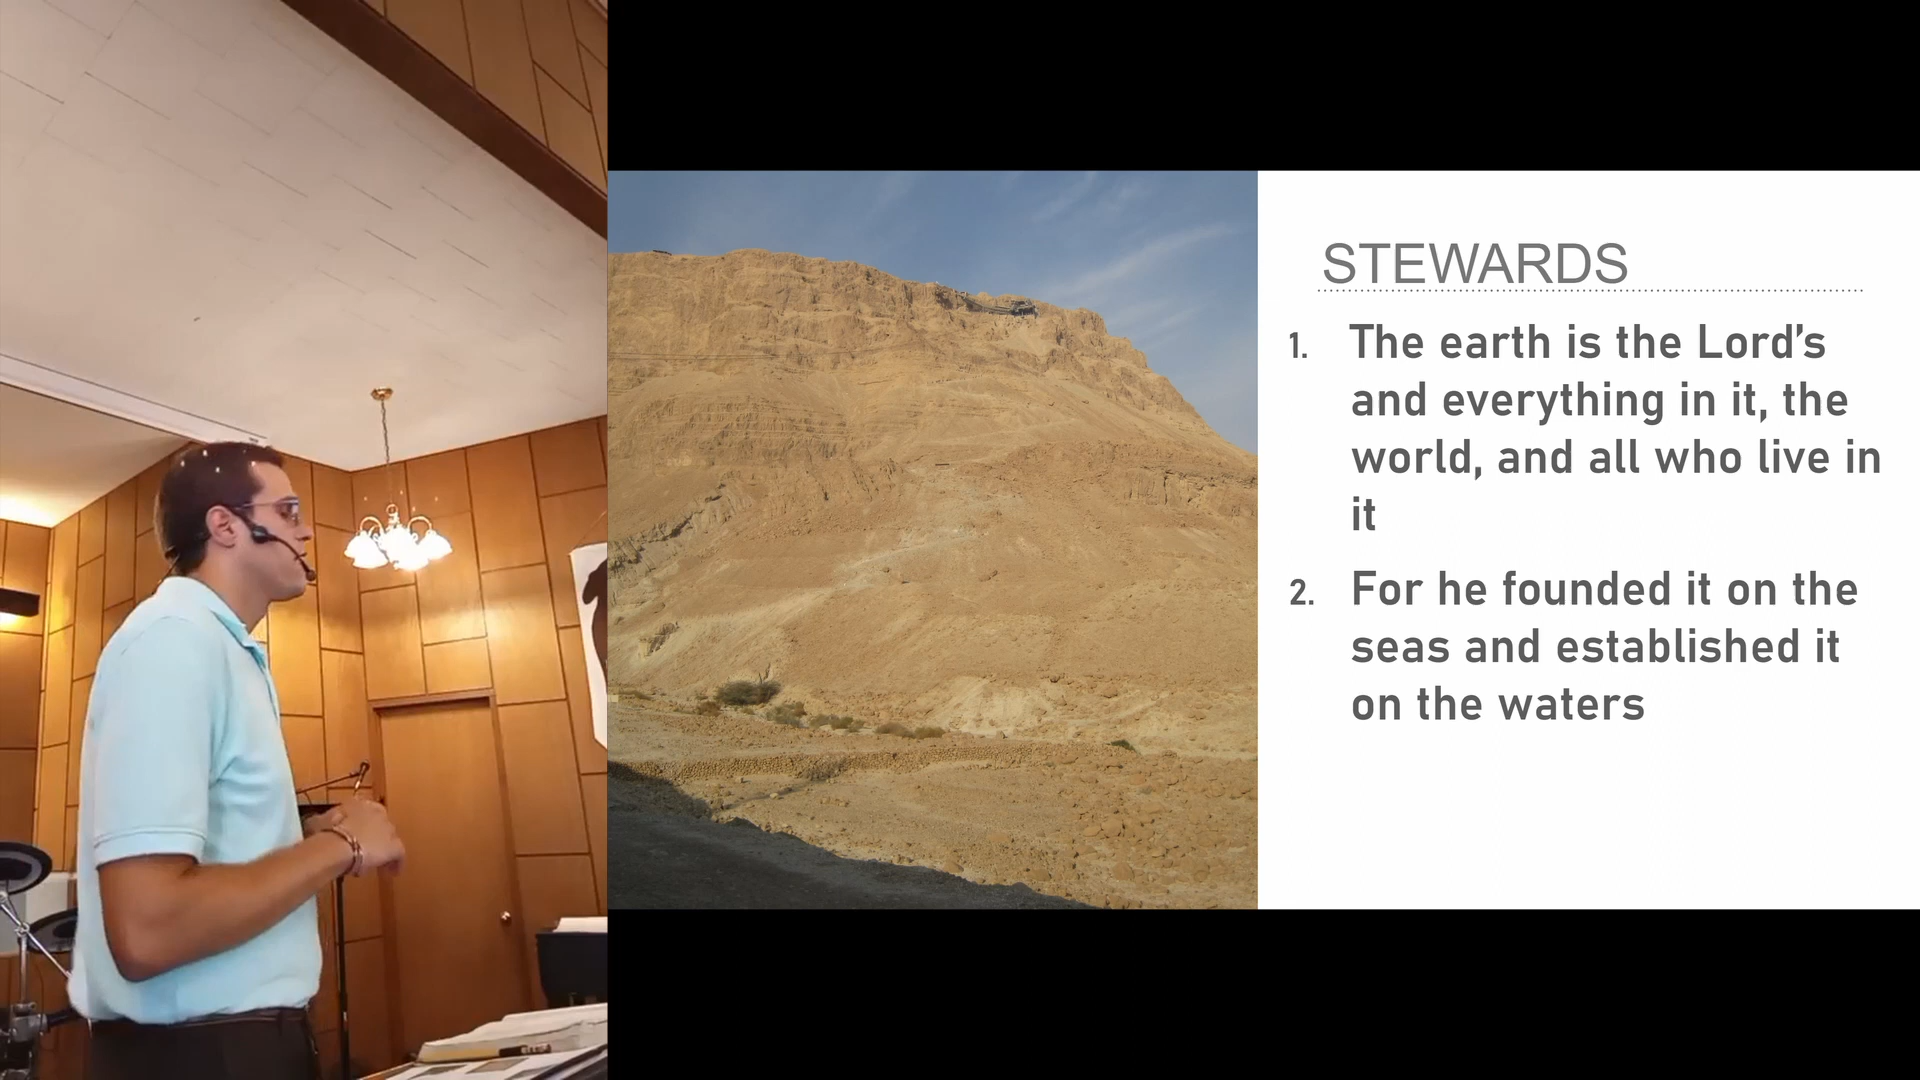 STEWARDS
1. The earth is the Lord's
and everything in it, the
world, and all who live in
it
2. For he founded it on the
seas and established it
on the waters